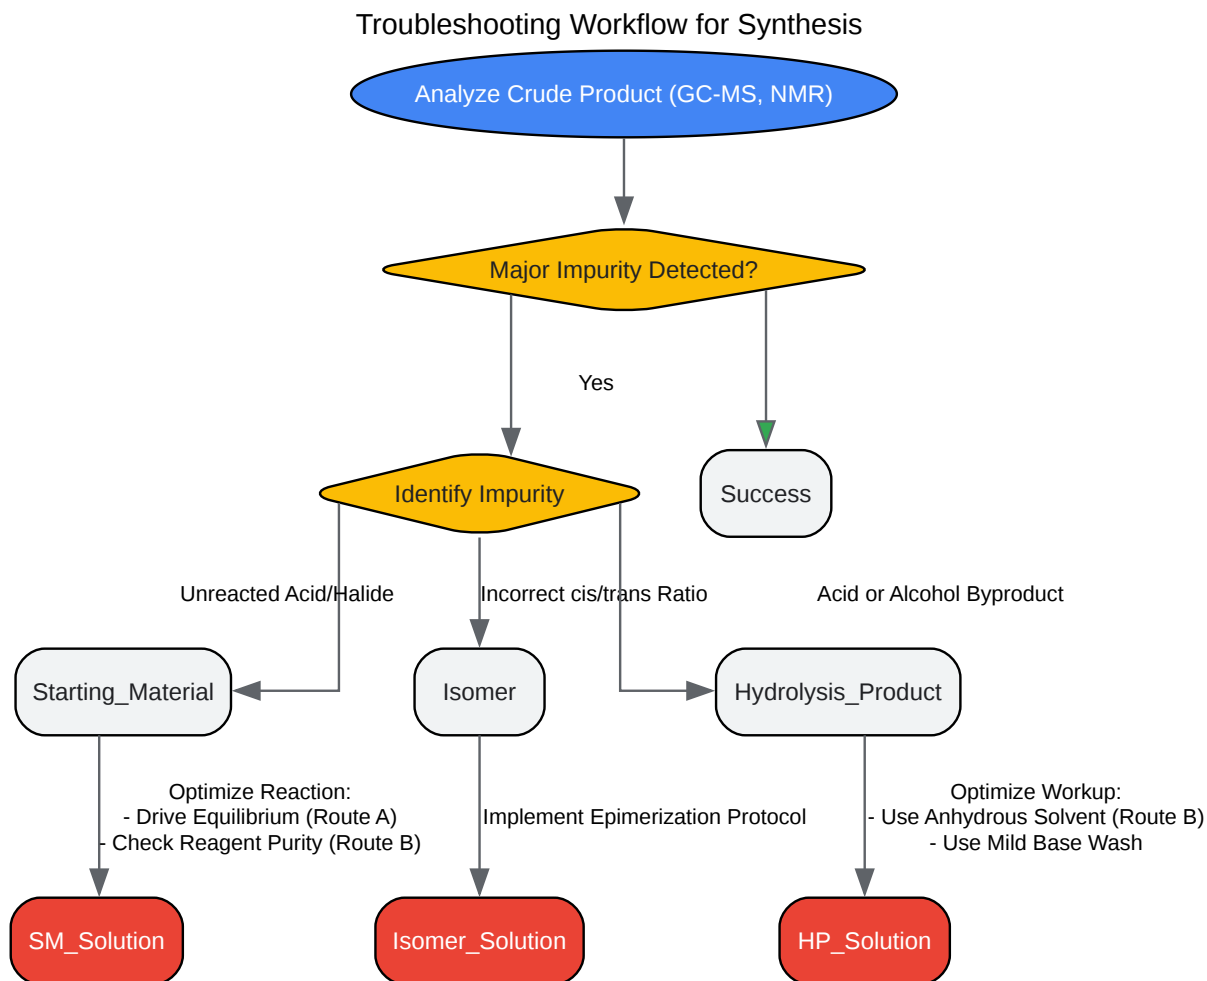 Troubleshooting Workflow for Synthesis
Analyze Crude Product (GC-MS, NMR)
Major Impurity Detected?
Yes
Identify Impurity
Success
Unreacted Acid/Halide
Incorrect cis/trans Ratio
Acid or Alcohol Byproduct
Starting_Material
Isomer
Hydrolysis_Product
Optimize Reaction:
- Drive Equilibrium (Route A)
- Check Reagent Purity (Route B)
Implement Epimerization Protocol
Optimize Workup:
- Use Anhydrous Solvent (Route B)
- Use Mild Base Wash
SM_Solution
Isomer_Solution
HP_Solution